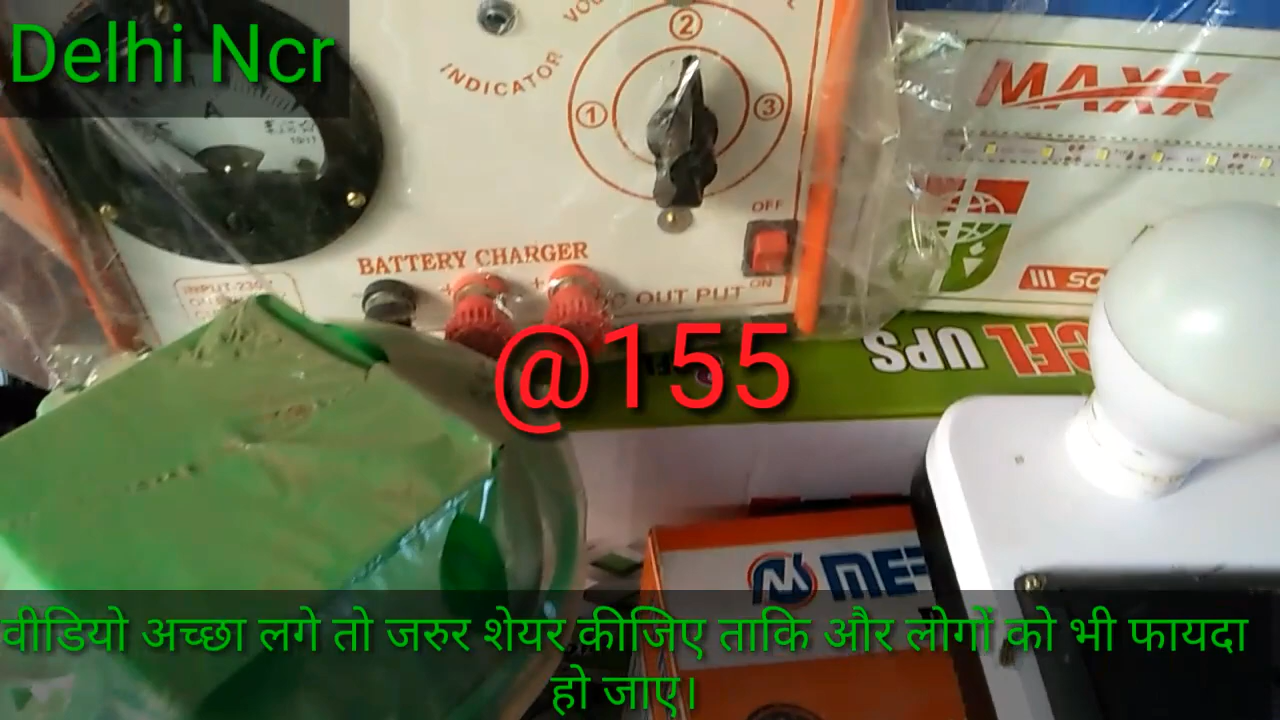 Delhi Ncr
A
INDICATOR
2
1
3
OFF
ON
BATTERY CHARGER
OUT PUT
MAXX
CFL UPS
@155
वीडियो अच्छा लगे तो जरुर शेयर कीजिए ताकि और लोगों को भी फायदा
हो जाए।